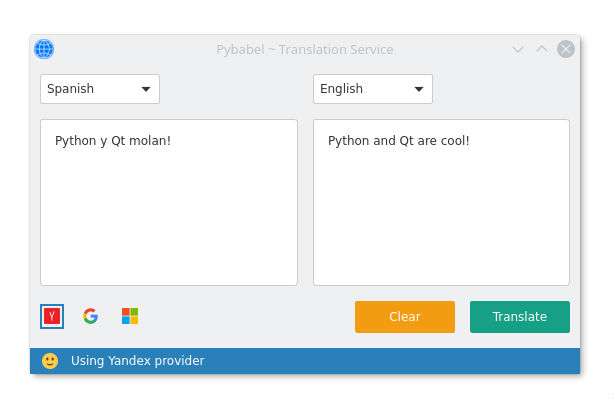 Pybabel ~ Translation Service
Spanish
English
Python y Qt molan!
Python and Qt are cool!
Clear
Translate
Using Yandex provider